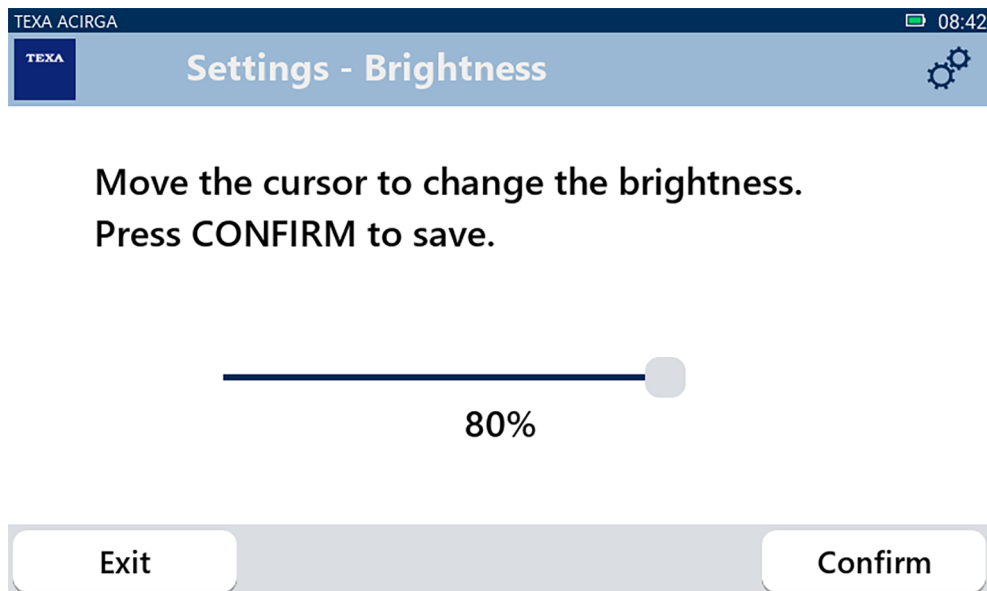 TEXA ACIRGA 08:42
TEXA Settings - Brightness
Move the cursor to change the brightness.
Press CONFIRM to save.
80%
Exit Confirm